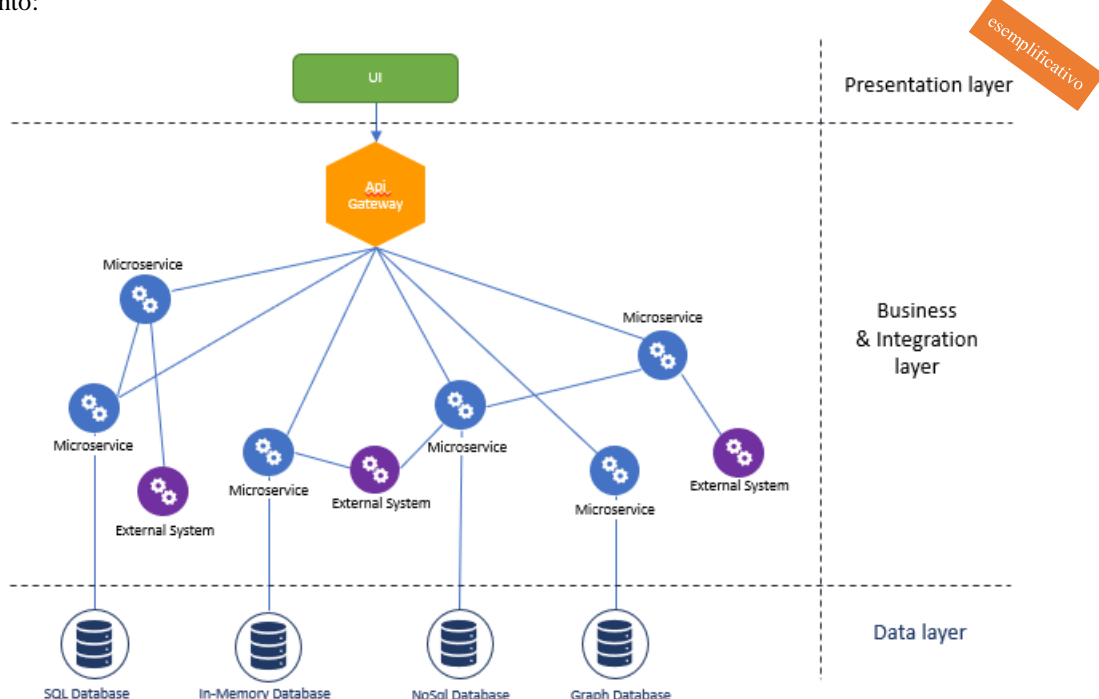 nto:
esemplificativo
UI
Presentation layer
Api
Gateway
Microservice
Microservice
Business
& Integration
layer
Microservice
Microservice
Microservice
External System
Microservice
External System
External System
Data layer
SQL Database
In-Memory Database
NoSql Database
Graph Database